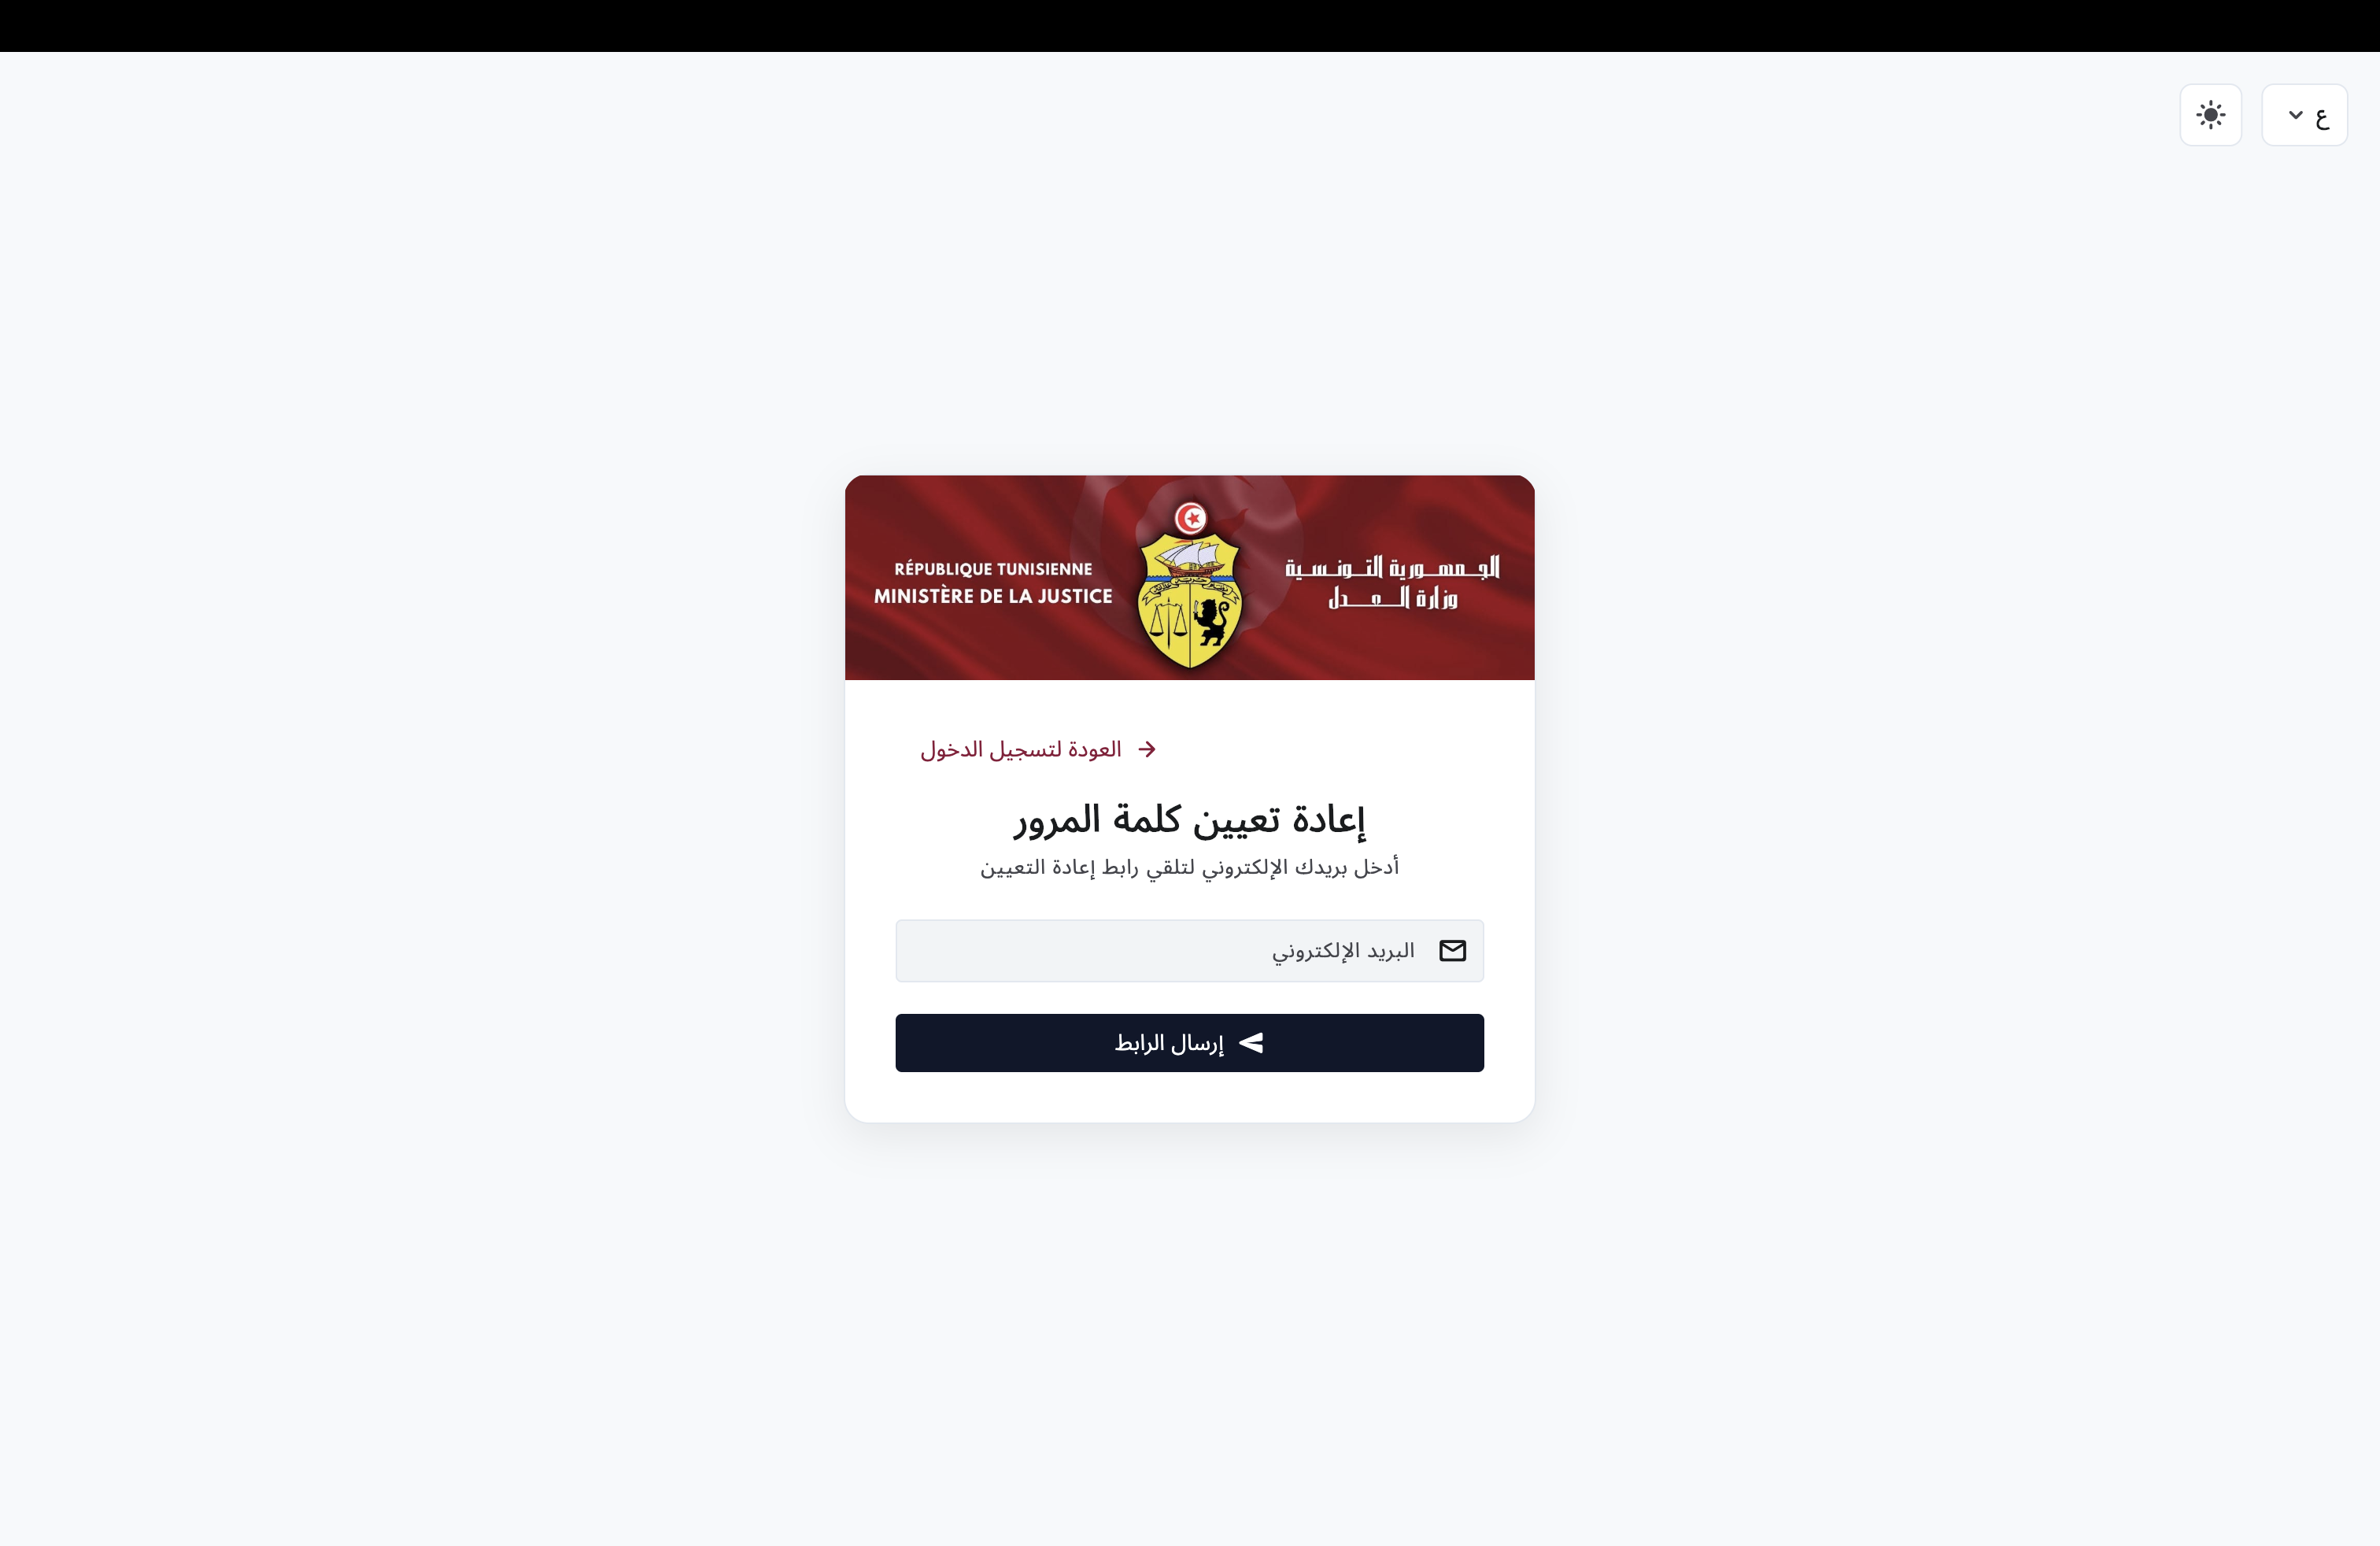 ع
الجمهورية التونسية
وزارة العدل
RÉPUBLIQUE TUNISIENNE
MINISTÈRE DE LA JUSTICE
العودة لتسجيل الدخول
إعادة تعيين كلمة المرور
أدخل بريدك الإلكتروني لتلقي رابط إعادة التعيين
البريد الإلكتروني
إرسال الرابط